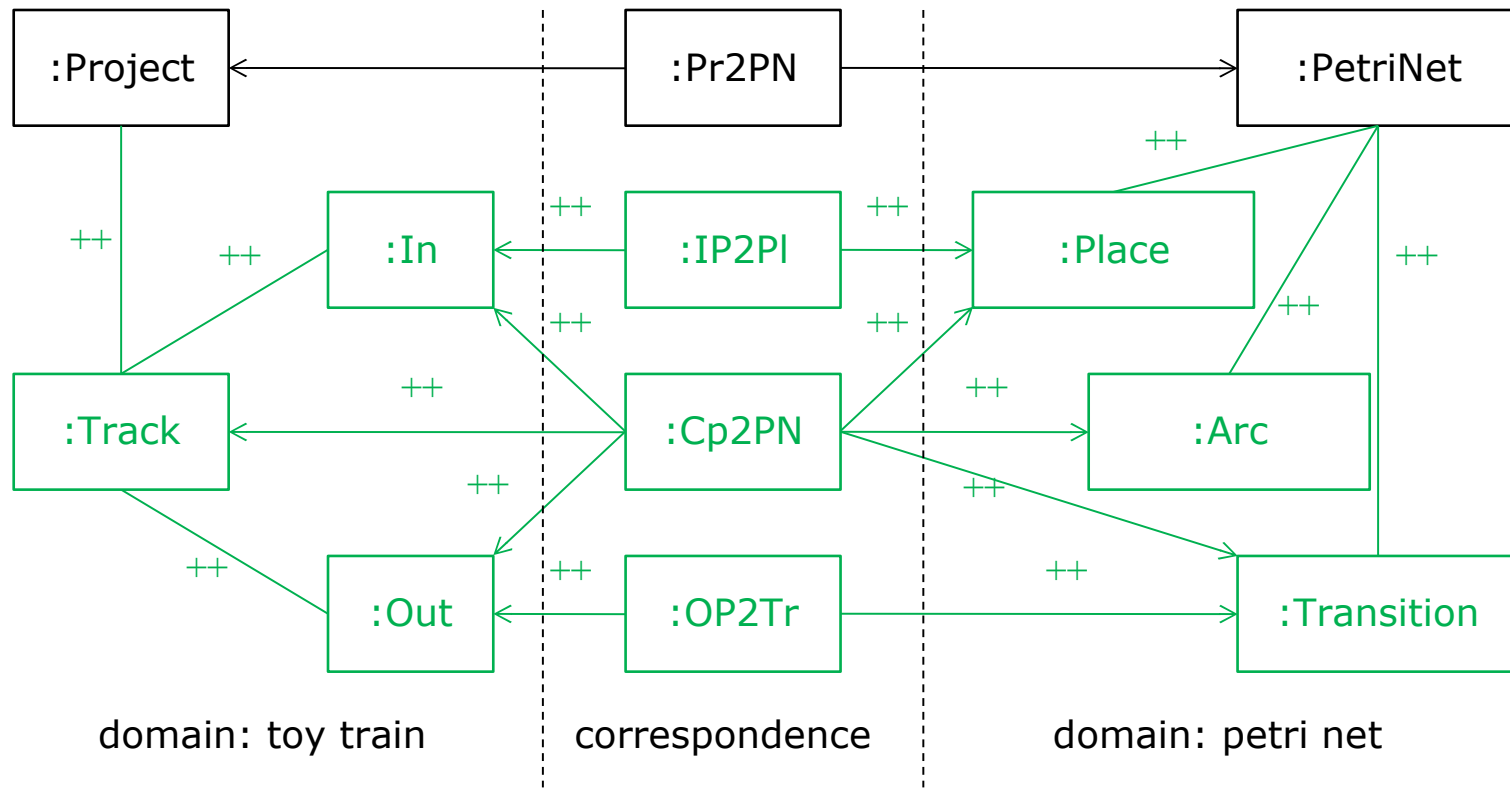 :Project
:Pr2PN
:PetriNet
++
++
++
++
:In
:IP2Pl
:Place
++
++
++
++
++
++
++
++
:Track
:Cp2PN
:Arc
++
++
++
++
++
:Out
:OP2Tr
:Transition
domain: toy train
correspondence
domain: petri net